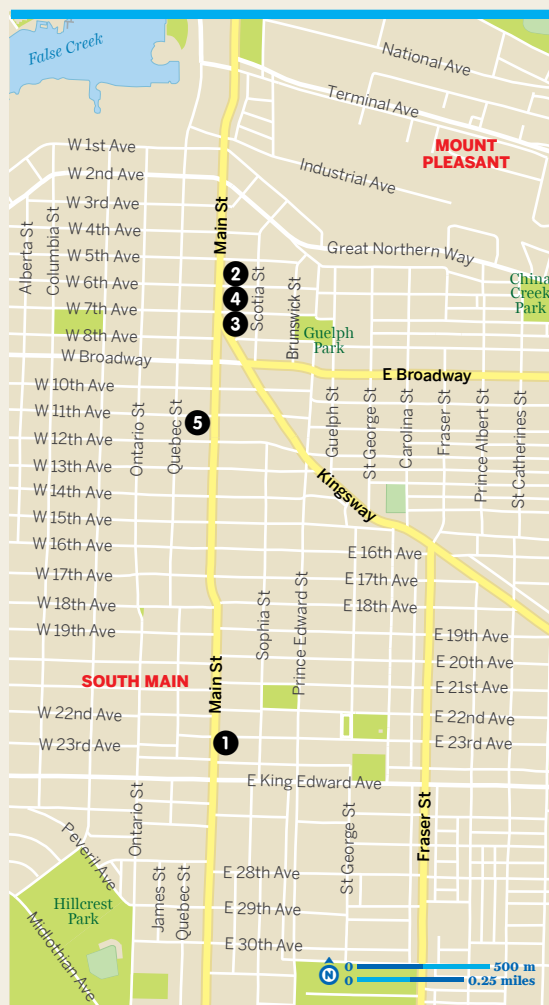 False Creek
National Ave
Terminal Ave
MOUNT
PLEASANT
W 1st Ave
Industrial Ave
W 2nd Ave
W 3rd Ave
Main St
W 4th Ave
Alberta St
Columbia St
W 5th Ave
Great Northern Way
2
Scotia St
W 6th Ave
China
Creek
Park
4
Brunswick St
W 7th Ave
3
Guelph
Park
W 8th Ave
W Broadway
E Broadway
W 10th Ave
W 11th Ave
5
Ontario St
Quebec St
Guelph St
St George St
Carolina St
Fraser St
Prince Albert St
St Catherines St
W 12th Ave
W 13th Ave
W 14th Ave
Kingsway
W 15th Ave
W 16th Ave
E 16th Ave
W 17th Ave
E 17th Ave
W 18th Ave
E 18th Ave
Sophia St
Prince Edward St
W 19th Ave
E 19th Ave
E 20th Ave
SOUTH MAIN
Main St
E 21st Ave
W 22nd Ave
E 22nd Ave
W 23rd Ave
1
E 23rd Ave
E King Edward Ave
Ontario St
St George St
Fraser St
Peveril Ave
E 28th Ave
James St
Quebec St
Hillcrest
Park
E 29th Ave
Midlothian Ave
E 30th Ave
N
0 500 m
0 0.25 miles